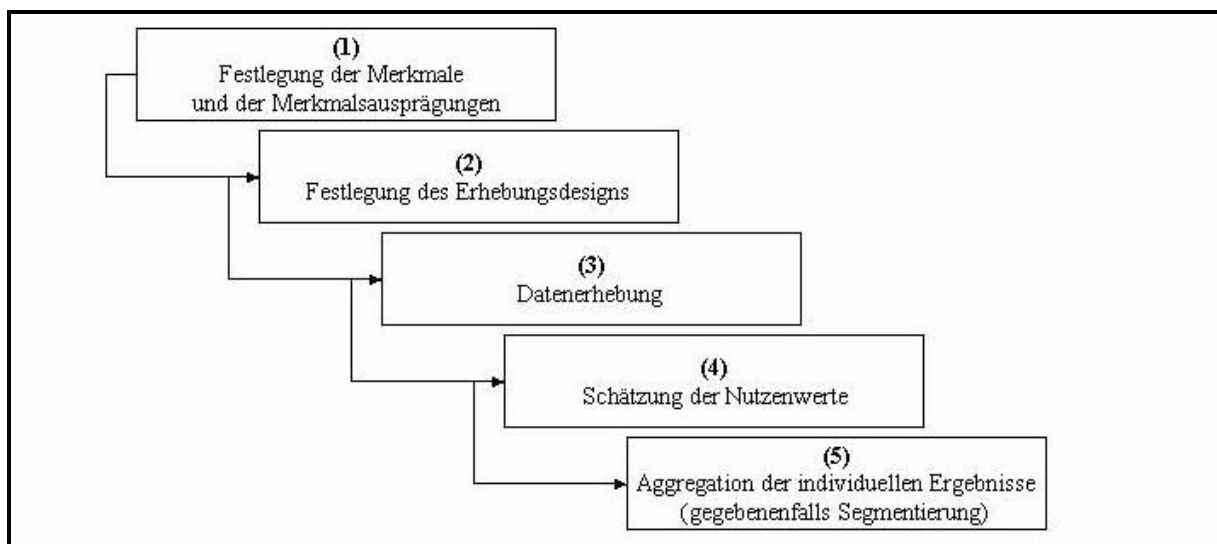 (1)
Festlegung der Merkmale
und der Merkmalsausprägungen
(2)
Festlegung des Erhebungsdesigns
(3)
Datenerhebung
(4)
Schätzung der Nutzenwerte
(5)
Aggregation der individuellen Ergebnisse
(gegebenenfalls Segmentierung)